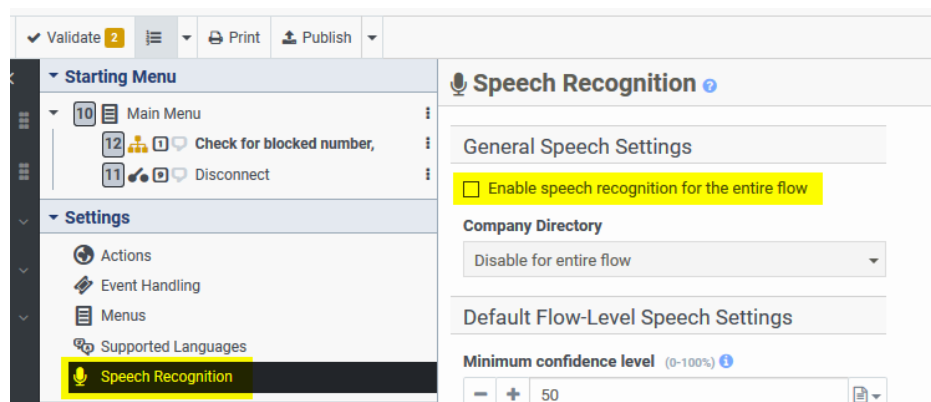 Validate 2 Print Publish
Starting Menu
10 Main Menu
12 1 Check for blocked number,
11 9 Disconnect
Settings
Actions
Event Handling
Menus
Supported Languages
Speech Recognition
Speech Recognition ?
General Speech Settings
Enable speech recognition for the entire flow
Company Directory
Disable for entire flow
Default Flow-Level Speech Settings
Minimum confidence level (0-100%) i
- + 50